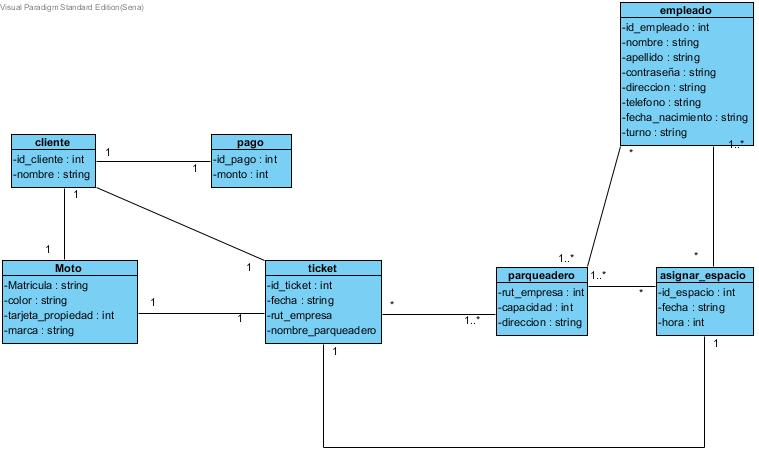 Visual Paradigm Standard Edition(Sena)
empleado
-id_empleado : int
-nombre : string
-apellido : string
-contraseña : string
-direccion : string
-telefono : string
-fecha_nacimiento : string
-turno : string
1..*
*
cliente
-id_cliente : int
-nombre : string
1
1
pago
-id_pago : int
-monto : int
1
1
1
Moto
-Matricula : string
-color : string
-tarjeta_propiedad : int
-marca : string
1
1
ticket
-id_ticket : int
-fecha : string
-rut_empresa
-nombre_parqueadero
*
1..*
1
1..*
parqueadero
-rut_empresa : int
-capacidad : int
-direccion : string
1..*
*
*
asignar_espacio
-id_espacio : int
-fecha : string
-hora : int
1